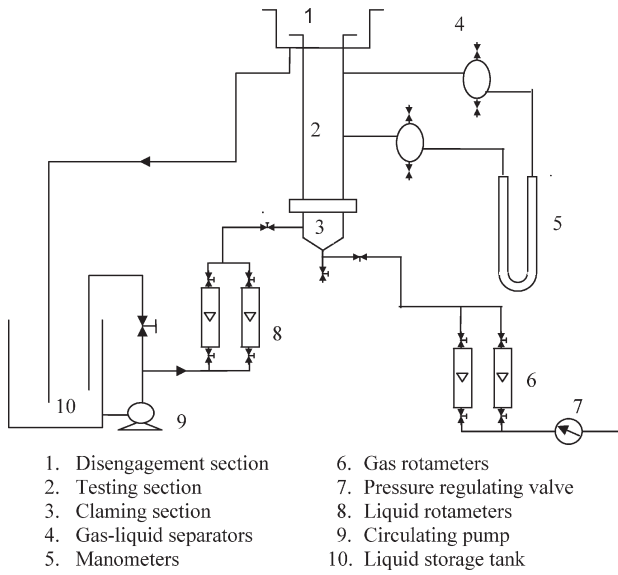 1
4
2
5
3
8
6
10
9
7
1. Disengagement section
2. Testing section
3. Claming section
4. Gas-liquid separators
5. Manometers
6. Gas rotameters
7. Pressure regulating valve
8. Liquid rotameters
9. Circulating pump
10. Liquid storage tank